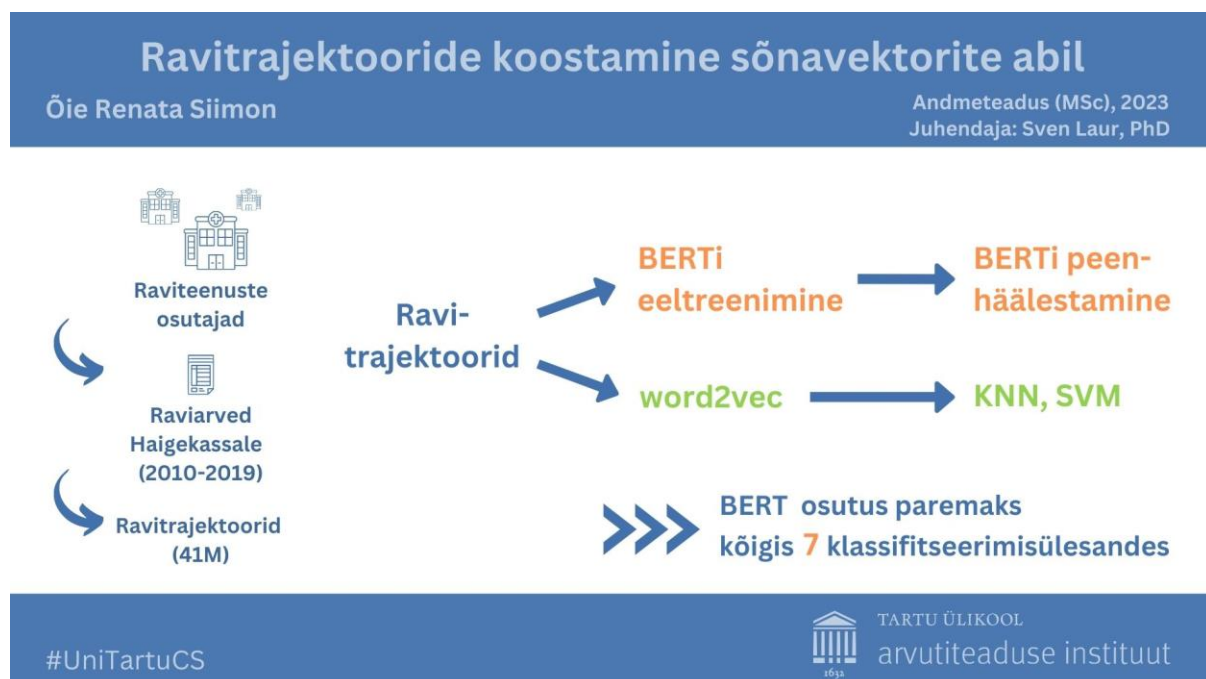 Ravitrajektooride koostamine sõnavektorite abil
Õie Renata Siimon
Andmeteadus (MSc), 2023
Juhendaja: Sven Laur, PhD
Raviteenuste
osutajad
Raviarved
Haigekassale
(2010-2019)
Ravitrajektoorid
(41M)
Ravi-
trajektoorid
BERTi
eeltreenimine
BERTi peen-
häälestamine
word2vec
KNN, SVM
BERT osutus paremaks
kõigis 7 klassifitseerimisülesandes
#UniTartuCS
1632
TARTU ÜLIKOOL
arvutiteaduse instituut